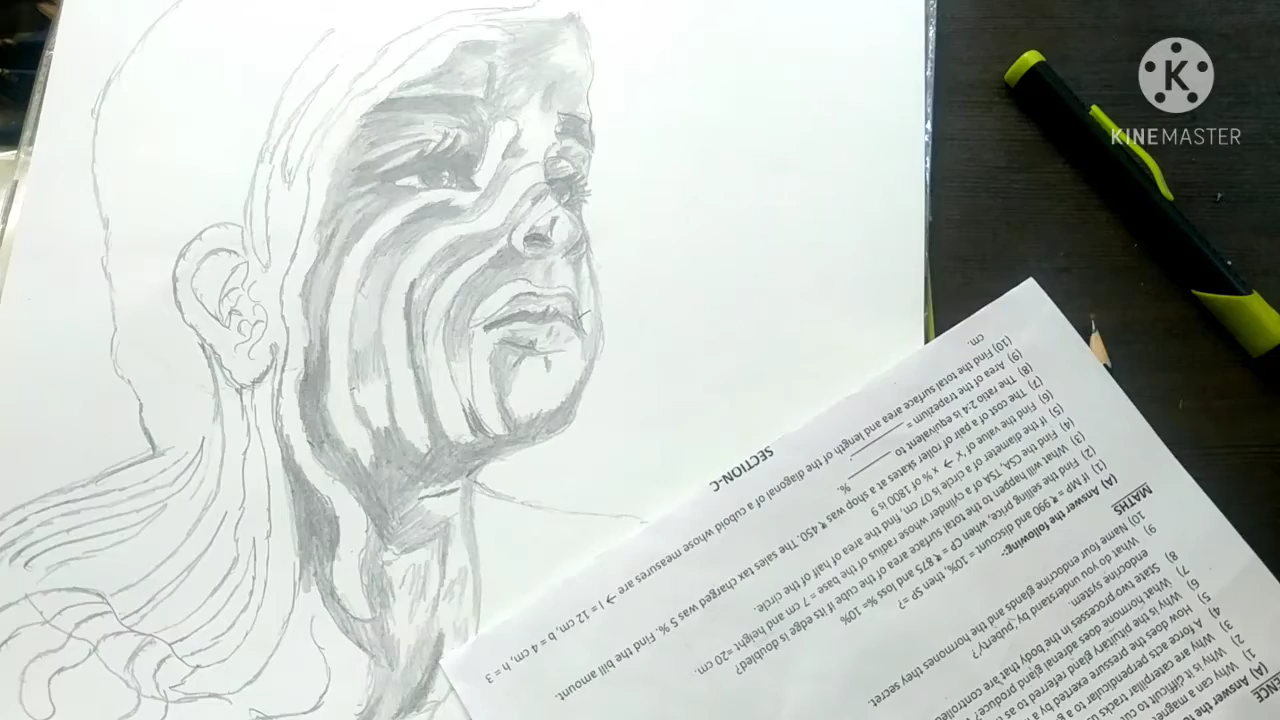 K
KINEMASTER
ENCE
(A) Answer the
1) Why can magne
2) Why is it difficult to
3) Why are caterpillar tracks
4) A force acts perpendicular
5) How does the pressure exerted by a
6) Why is the pituitary gland referred to as
7) What hormone does adrenal gland produce?
8) State two processes in the body that are controlled
endocrine system.
9) What do you understand by 'puberty'?
10) Name four endocrine glands and the hormones they secret.
MATHS
(A) Answer the following:-
(1) If MP = ₹ 990 and discount = 10%, then SP = ?
(2) Find the selling price when CP = ₹ 875 and loss %= 10%
(3) What will happen to the total surface area of the cube if its edge is doubled?
(4) Find the CSA, TSA of a cylinder whose radius of the base = 7 cm and height =20 cm.
(5) If the diameter of a circle is 07 cm, find the area of half of the circle.
(6) Find the value of 'x' → x % of 1800 is 9
(7) The cost of a pair of roller skates at a shop was ₹ 450. The sales tax charged was 5 %. Find the bill amount.
(8) The ratio 2:4 is equivalent to ________ %.
(9) Area of the trapezium = ________
(10) Find the total surface area and length of the diagonal of a cuboid whose measures are → l = 12 cm, b = 4 cm, h = 3
cm.
SECTION-C